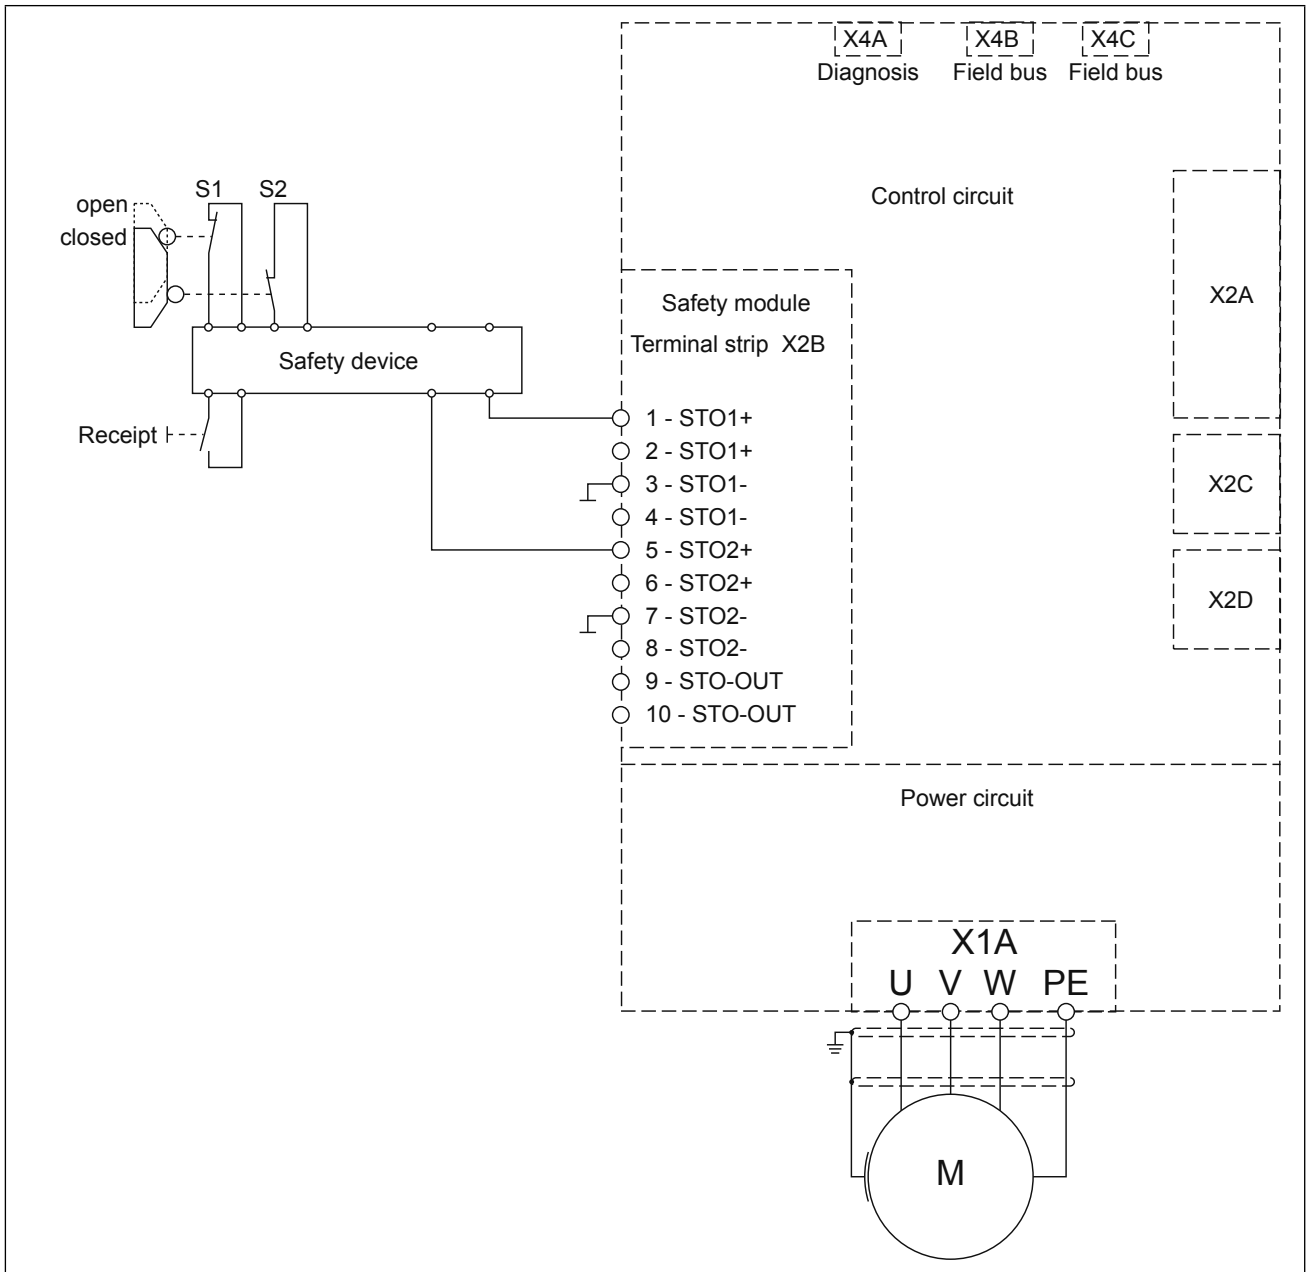 X4A X4B X4C
Diagnosis Field bus Field bus
Control circuit
S1 S2
open
closed
X2A
Safety module
Terminal strip X2B
Safety device
Receipt
1 - STO1+
2 - STO1+
3 - STO1-
4 - STO1-
5 - STO2+
6 - STO2+
7 - STO2-
8 - STO2-
9 - STO-OUT
10 - STO-OUT
X2C
X2D
Power circuit
X1A
U V W PE
M